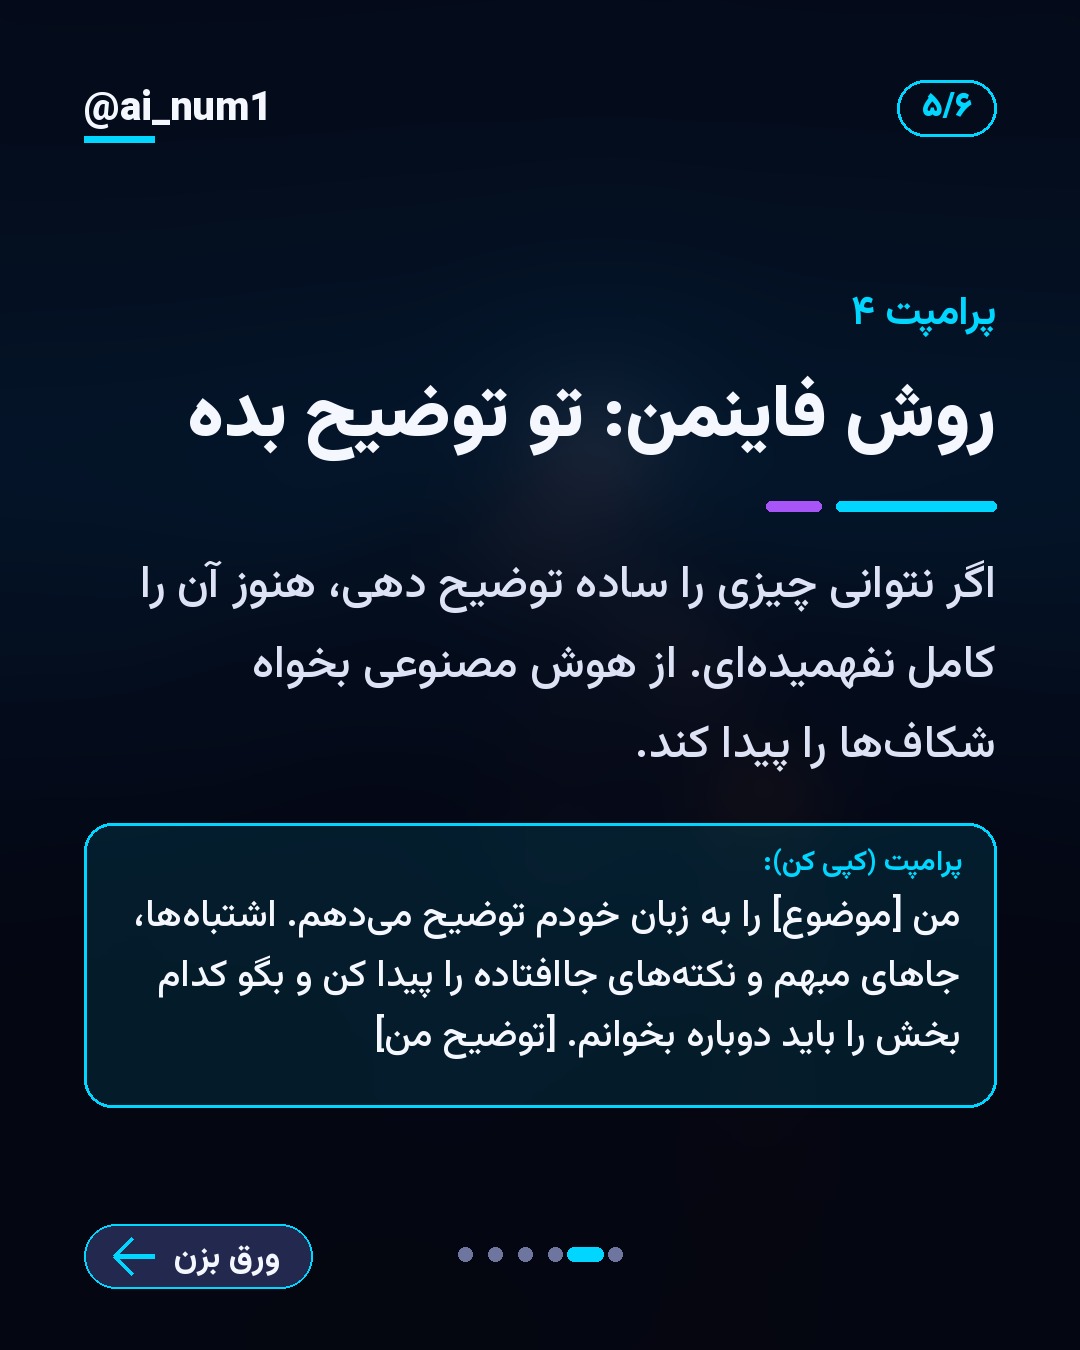 @ai_num1
۵/۶
پرامپت ۴
روش فاینمن: تو توضیح بده
اگر نتوانی چیزی را ساده توضیح دهی، هنوز آن را
کامل نفهمیده‌ای. از هوش مصنوعی بخواه
شکاف‌ها را پیدا کند.
پرامپت (کپی کن):
من [موضوع] را به زبان خودم توضیح می‌دهم. اشتباه‌ها،
جاهای مبهم و نکته‌های جاافتاده را پیدا کن و بگو کدام
بخش را باید دوباره بخوانم. [توضیح من]
ورق بزن